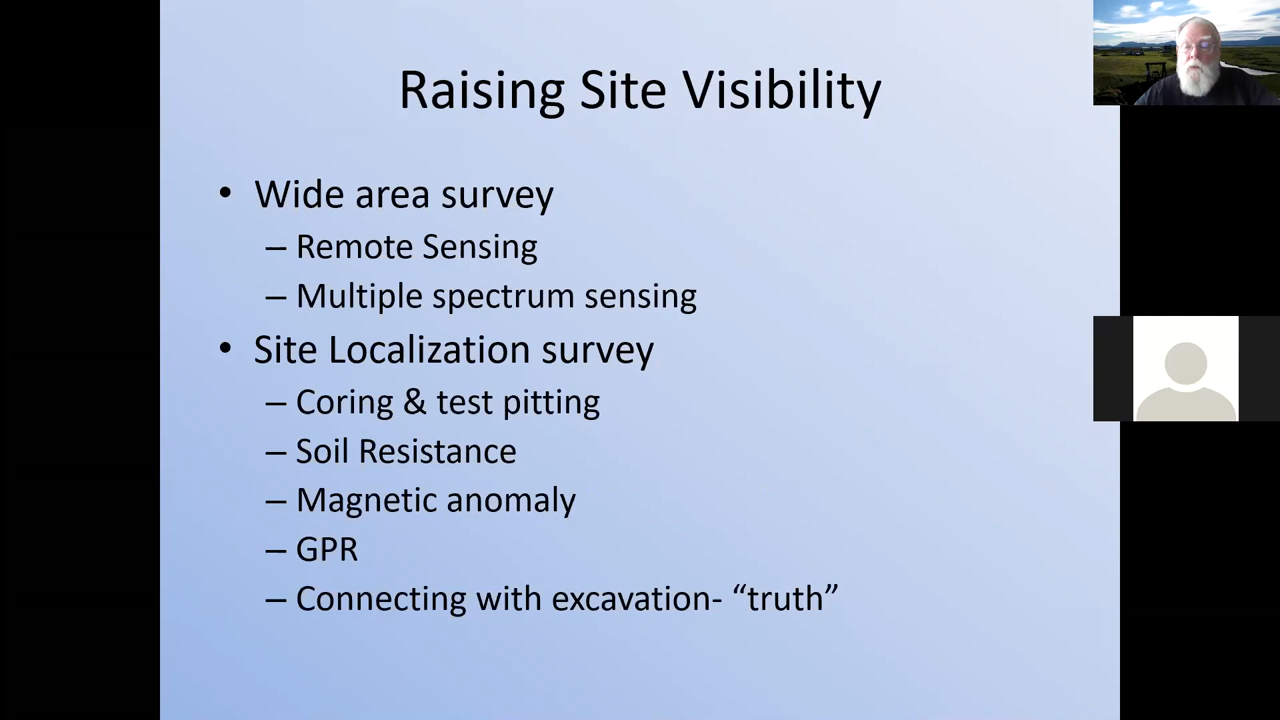 Raising Site Visibility
• Wide area survey
– Remote Sensing
– Multiple spectrum sensing
• Site Localization survey
– Coring & test pitting
– Soil Resistance
– Magnetic anomaly
– GPR
– Connecting with excavation- “truth”